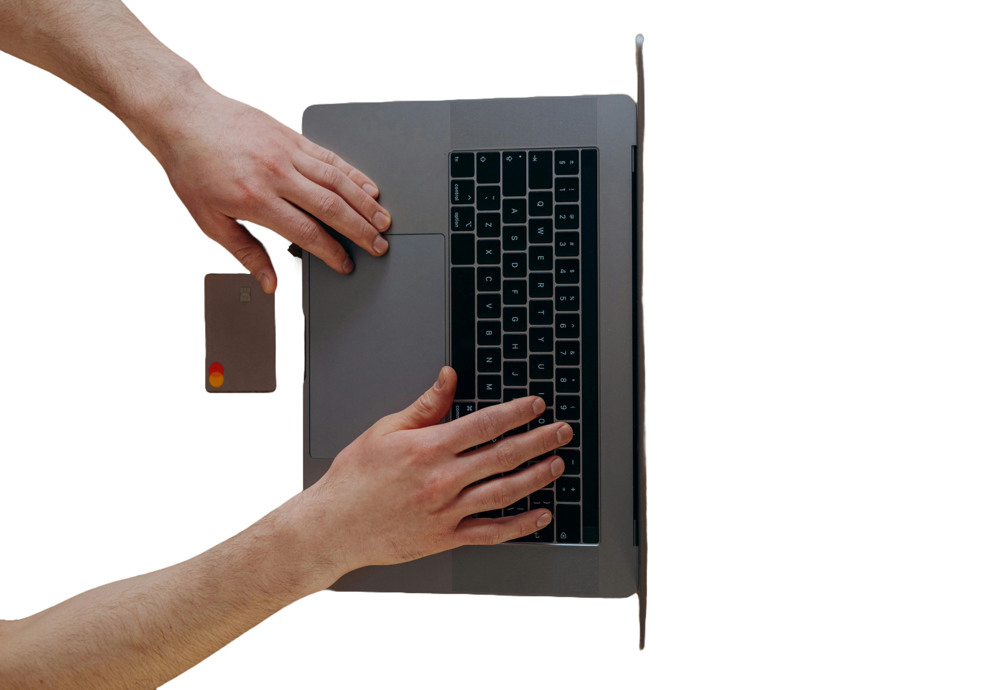 ± § ! 1 @ 2 # 3 $ 4 % 5 ^ 6 & 7 * 8 ( 9 ) — + =
Q W E R T Y U I O } ]
A S D F G H J | \
~ ` Z X C V B N M
fn control ^ option ⌥ ⌘